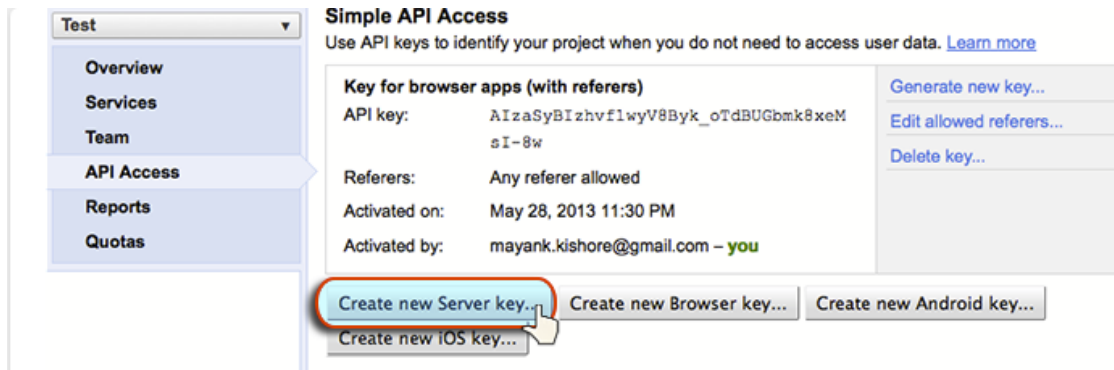 Test
Overview
Services
Team
API Access
Reports
Quotas
Simple API Access
Use API keys to identify your project when you do not need to access user data. Learn more
Key for browser apps (with referers)
API key: AIzaSyBIzhvflwyV8Byk_oTdBUGbmk8xeM
sI-8w
Referers: Any referer allowed
Activated on: May 28, 2013 11:30 PM
Activated by: mayank.kishore@gmail.com – you
Generate new key...
Edit allowed referers...
Delete key...
Create new Server key... Create new Browser key... Create new Android key...
Create new iOS key...